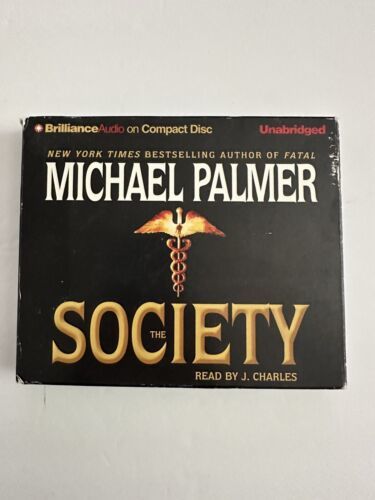 BrillianceAudio on Compact Disc
Unabridged
NEW YORK TIMES BESTSELLING AUTHOR OF FATAL
MICHAEL PALMER
THE
SOCIETY
READ BY J. CHARLES